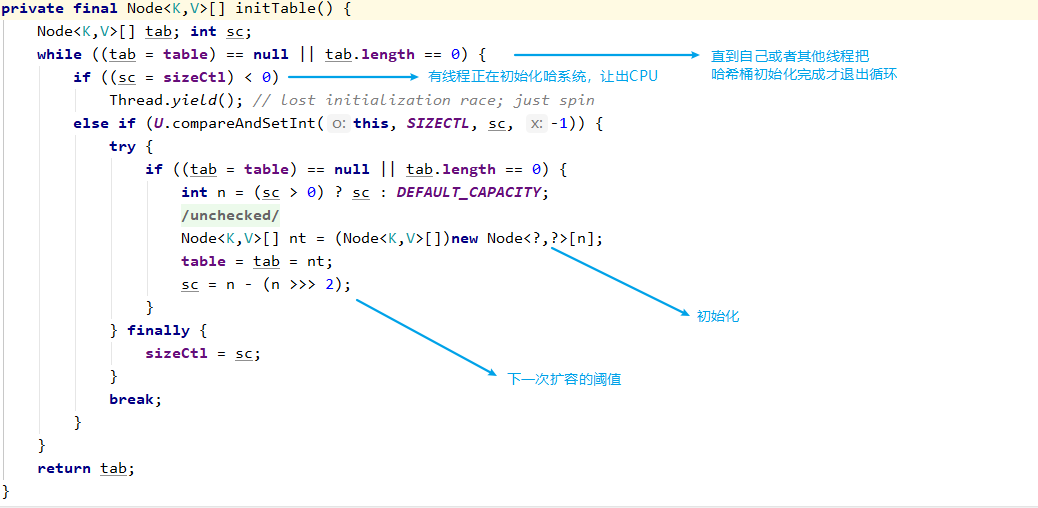 private final Node<K,V>[] initTable() {
Node<K,V>[] tab; int sc;
while ((tab = table) == null || tab.length == 0) {
直到自己或者其他线程把
哈希桶初始化完成才退出循环
if ((sc = sizeCtl) < 0)
有线程正在初始化哈系统，让出CPU
Thread.yield(); // lost initialization race; just spin
else if (U.compareAndSetInt( o: this, SIZECTL, sc, x: -1)) {
try {
if ((tab = table) == null || tab.length == 0) {
int n = (sc > 0) ? sc : DEFAULT_CAPACITY;
/unchecked/
Node<K,V>[] nt = (Node<K,V>[])new Node<?,?>[n];
table = tab = nt;
sc = n - (n >>> 2);
初始化
}
} finally {
sizeCtl = sc;
下一次扩容的阈值
}
break;
}
}
return tab;
}